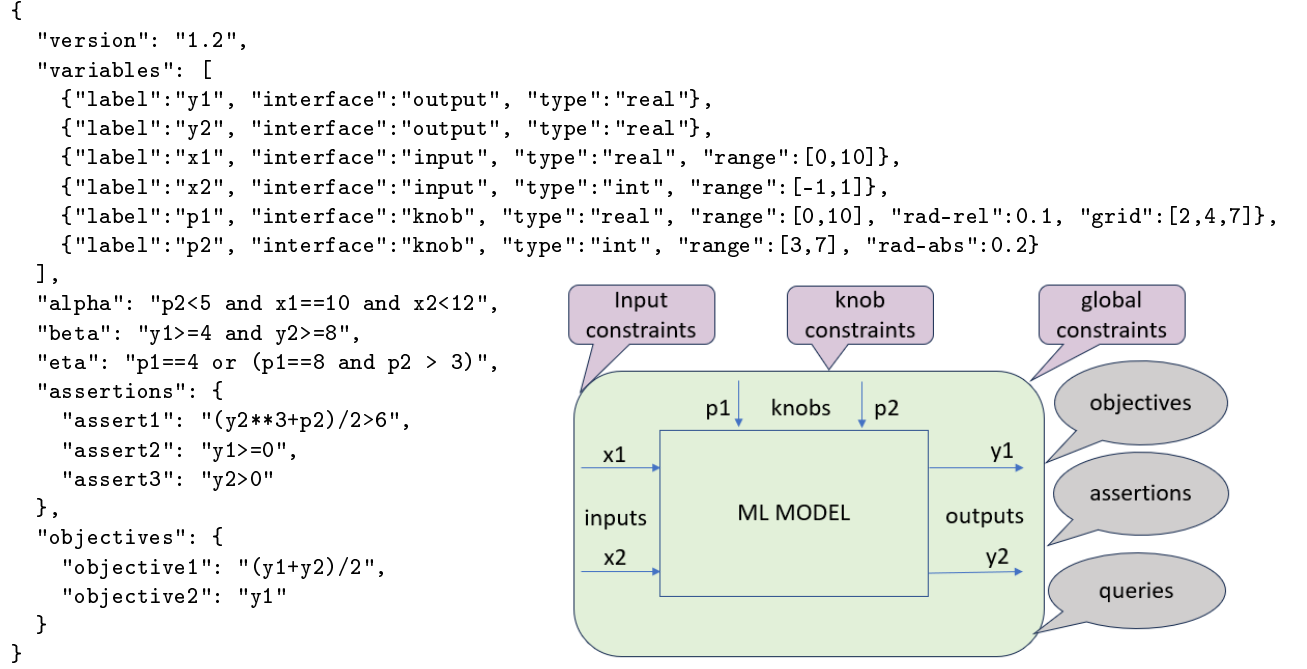 {
"version": "1.2",
"variables": [
{"label":"y1", "interface":"output", "type":"real"},
{"label":"y2", "interface":"output", "type":"real"},
{"label":"x1", "interface":"input", "type":"real", "range":[0,10]},
{"label":"x2", "interface":"input", "type":"int", "range":[-1,1]},
{"label":"p1", "interface":"knob", "type":"real", "range":[0,10], "rad-rel":0.1, "grid":[2,4,7]},
{"label":"p2", "interface":"knob", "type":"int", "range":[3,7], "rad-abs":0.2}
],
"alpha": "p2<5 and x1==10 and x2<12",
"beta": "y1>=4 and y2>=8",
"eta": "p1==4 or (p1==8 and p2 > 3)",
"assertions": {
"assert1": "(y2**3+p2)/2>6",
"assert2": "y1>=0",
"assert3": "y2>0"
},
"objectives": {
"objective1": "(y1+y2)/2",
"objective2": "y1"
}
}
Input
constraints
knob
constraints
global
constraints
p1
knobs
p2
x1
inputs
x2
ML MODEL
y1
outputs
y2
objectives
assertions
queries